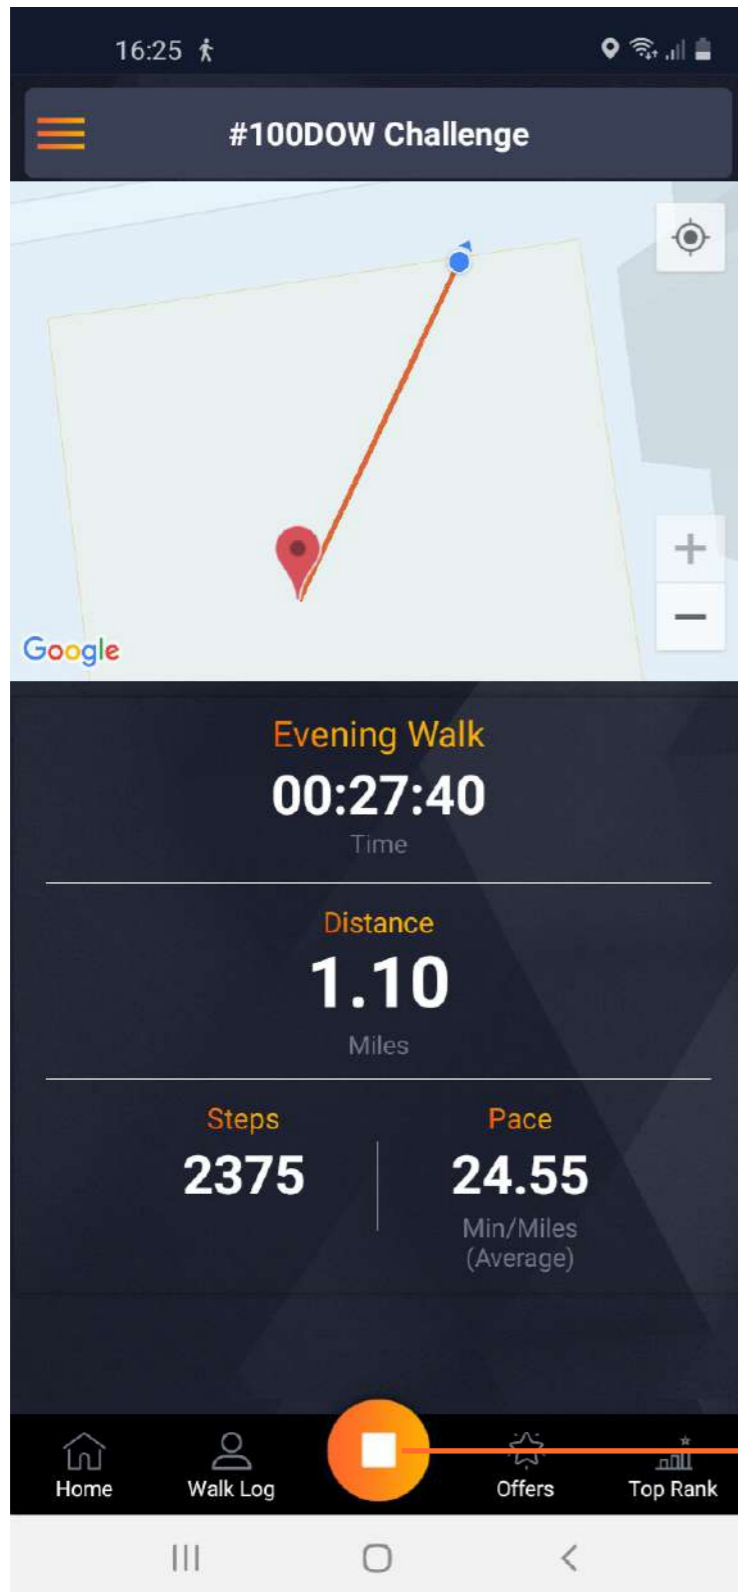 16:25
#100DOW Challenge
Google
Evening Walk
00:27:40
Time
Distance
1.10
Miles
Steps
Pace
2375
24.55
Min/Miles
(Average)
Home
Walk Log
Offers
Top Rank